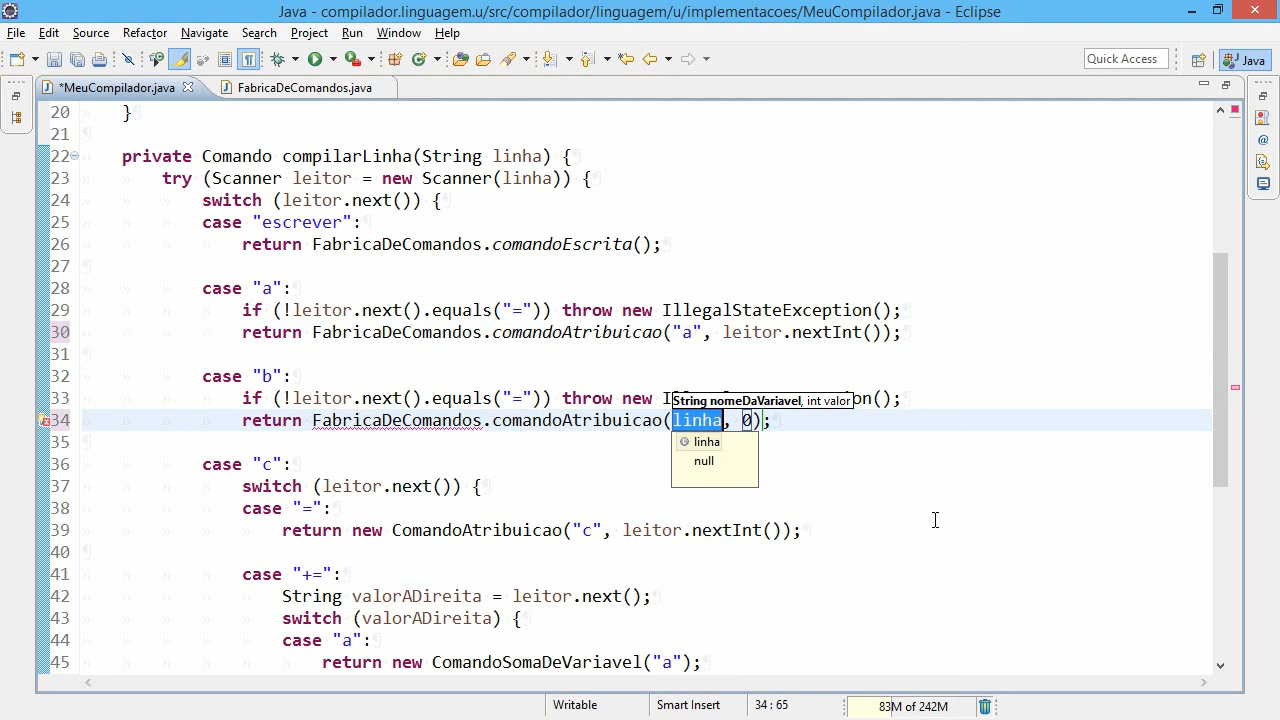 Java - compilador.linguagem.u/src/compilador/linguagem/u/implementacoes/MeuCompilador.java - Eclipse
File Edit Source Refactor Navigate Search Project Run Window Help
Quick Access Java
*MeuCompilador.java FabricaDeComandos.java
20 }
21
22 private Comando compilarLinha(String linha) {
23 try (Scanner leitor = new Scanner(linha)) {
24 switch (leitor.next()) {
25 case "escrever":
26 return FabricaDeComandos.comandoEscrita();
27
28 case "a":
29 if (!leitor.next().equals("=")) throw new IllegalStateException();
30 return FabricaDeComandos.comandoAtribuicao("a", leitor.nextInt());
31
32 case "b":
33 if (!leitor.next().equals("=")) throw new on();
String nomeDaVariavel, int valor
34 return FabricaDeComandos.comandoAtribuicao(linha, 0);
linha
null
35
36 case "c":
37 switch (leitor.next()) {
38 case "=":
39 return new ComandoAtribuicao("c", leitor.nextInt());
40
41 case "+=":
42 String valorADireita = leitor.next();
43 switch (valorADireita) {
44 case "a":
45 return new ComandoSomaDeVariavel("a");
Writable Smart Insert 34 : 65 83M of 242M